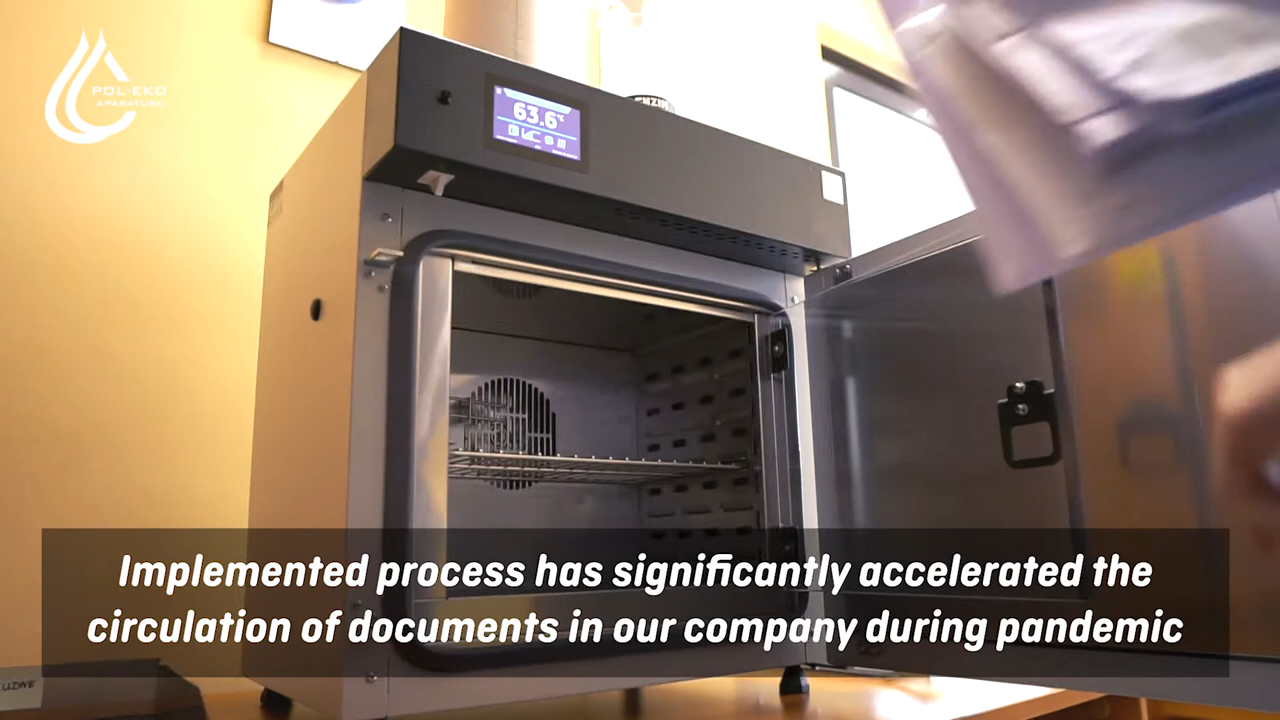 POL-EKO
APARATURA
63.6°C
ENZIN
Implemented process has significantly accelerated the
circulation of documents in our company during pandemic